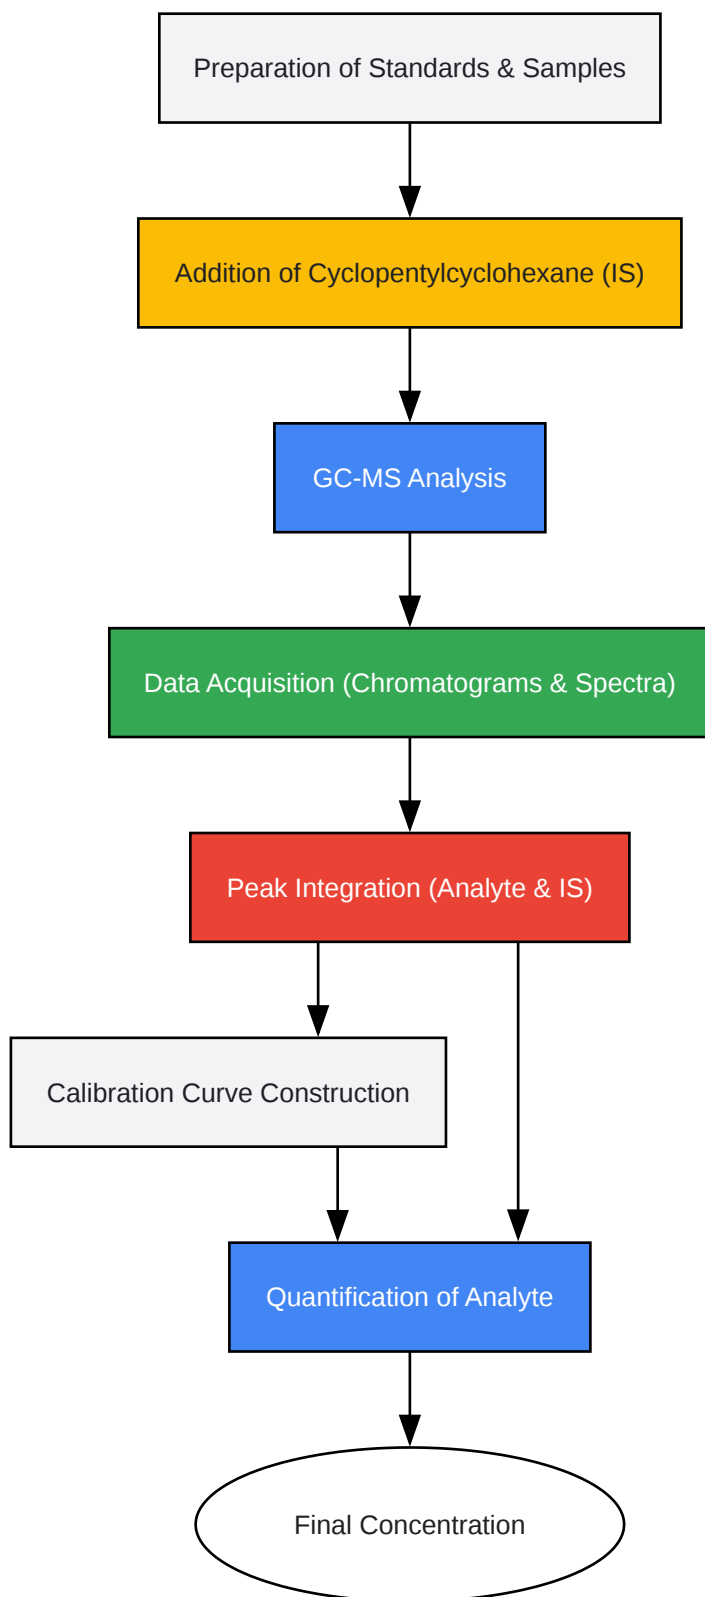 Preparation of Standards & Samples
Addition of Cyclopentylcyclohexane (IS)
GC-MS Analysis
Data Acquisition (Chromatograms & Spectra)
Peak Integration (Analyte & IS)
Calibration Curve Construction
Quantification of Analyte
Final Concentration